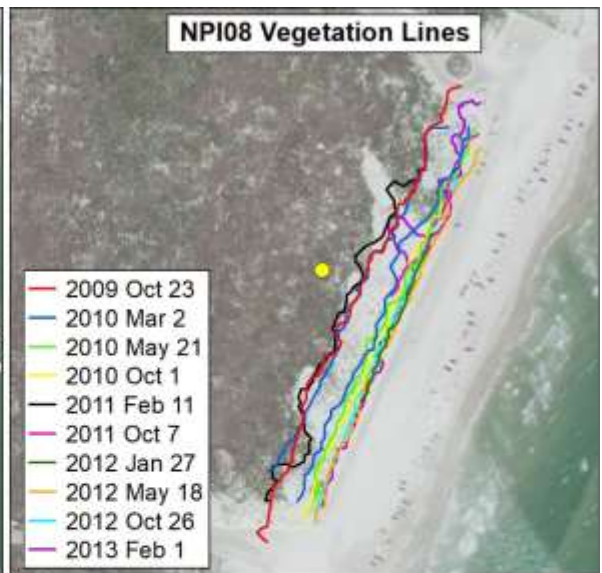 NPI08 Vegetation Lines
2009 Oct 23
2010 Mar 2
2010 May 21
2010 Oct 1
2011 Feb 11
2011 Oct 7
2012 Jan 27
2012 May 18
2012 Oct 26
2013 Feb 1